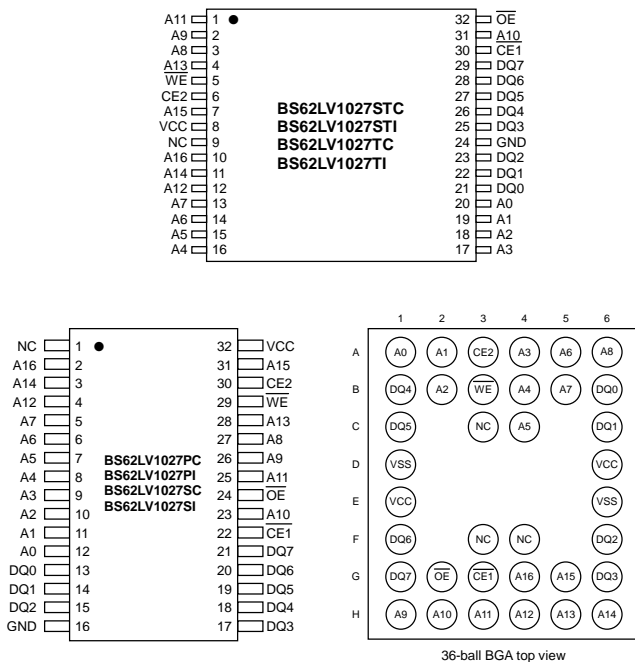 A11 1 32 O̅E̅
A9 2 31 A10
A8 3 30 C̅E̅1̅
A13 4 29 DQ7
W̅E̅ 5 28 DQ6
CE2 6 27 DQ5
A15 7 26 DQ4
VCC 8 25 DQ3
NC 9 24 GND
A16 10 23 DQ2
A14 11 22 DQ1
A12 12 21 DQ0
A7 13 20 A0
A6 14 19 A1
A5 15 18 A2
A4 16 17 A3
BS62LV1027STC
BS62LV1027STI
BS62LV1027TC
BS62LV1027TI
NC 1 32 VCC
A16 2 31 A15
A14 3 30 CE2
A12 4 29 W̅E̅
A7 5 28 A13
A6 6 27 A8
A5 7 26 A9
A4 8 25 A11
A3 9 24 O̅E̅
A2 10 23 A10
A1 11 22 C̅E̅1̅
A0 12 21 DQ7
DQ0 13 20 DQ6
DQ1 14 19 DQ5
DQ2 15 18 DQ4
GND 16 17 DQ3
BS62LV1027PC
BS62LV1027PI
BS62LV1027SC
BS62LV1027SI
1 2 3 4 5 6
A A0 A1 CE2 A3 A6 A8
B DQ4 A2 W̅E̅ A4 A7 DQ0
C DQ5 NC A5 DQ1
D VSS VCC
E VCC VSS
F DQ6 NC NC DQ2
G DQ7 O̅E̅ C̅E̅1̅ A16 A15 DQ3
H A9 A10 A11 A12 A13 A14
36-ball BGA top view